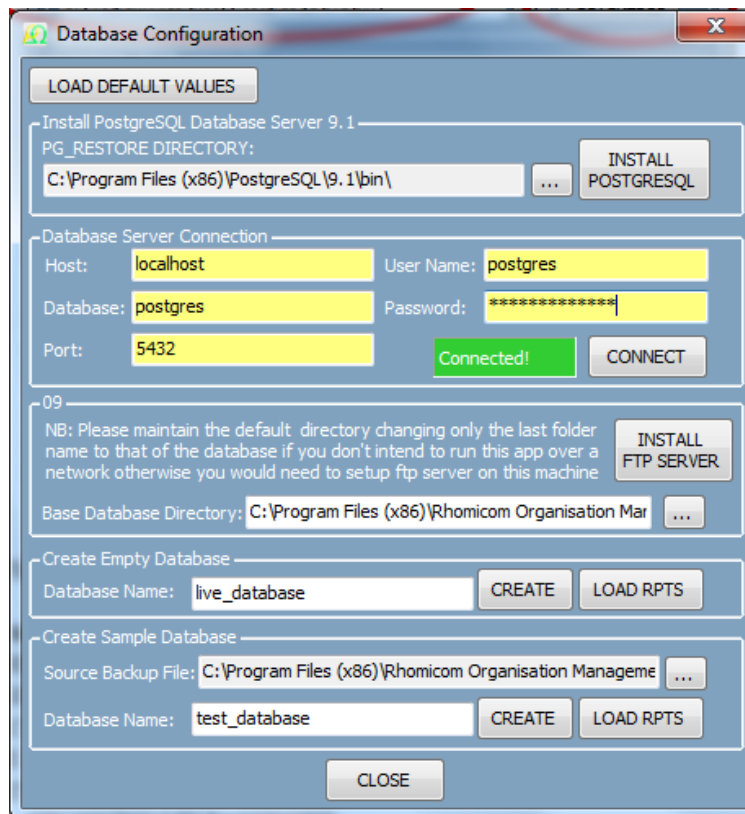 Database Configuration
LOAD DEFAULT VALUES
Install PostgreSQL Database Server 9.1
PG_RESTORE DIRECTORY:
C:\Program Files (x86)\PostgreSQL\9.1\bin\
...
INSTALL
POSTGRESQL
Database Server Connection
Host:
localhost
User Name:
postgres
Database:
postgres
Password:
*************
Port:
5432
Connected!
CONNECT
09
NB: Please maintain the default directory changing only the last folder
name to that of the database if you don't intend to run this app over a
network otherwise you would need to setup ftp server on this machine
INSTALL
FTP SERVER
Base Database Directory:
C:\Program Files (x86)\Rhomicom Organisation Mar
...
Create Empty Database
Database Name:
live_database
CREATE
LOAD RPTS
Create Sample Database
Source Backup File:
C:\Program Files (x86)\Rhomicom Organisation Manageme
...
Database Name:
test_database
CREATE
LOAD RPTS
CLOSE